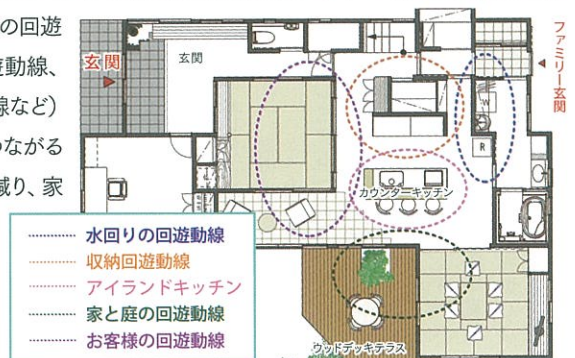 の回遊
遊動線、
線など)
つながる
減り、家
玄関
玄関
ファミリー玄関
W
R
カウンターキッチン
水回りの回遊動線
収納回遊動線
アイランドキッチン
家と庭の回遊動線
お客様の回遊動線
ウッドデッキテラス